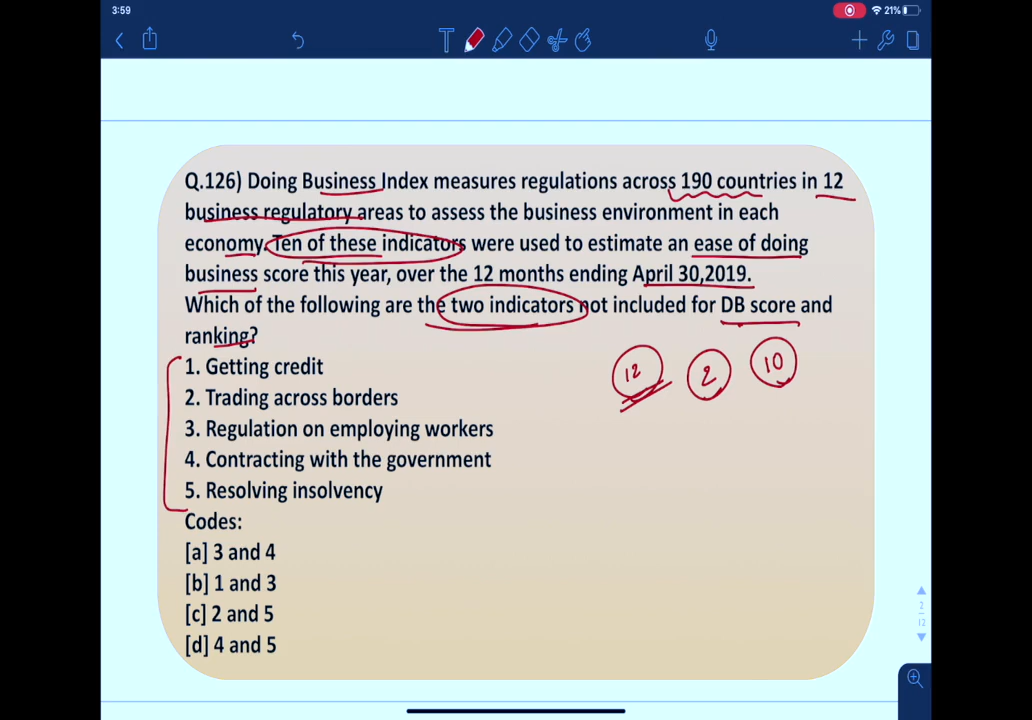 3:59
21%
Q.126) Doing Business Index measures regulations across 190 countries in 12
business regulatory areas to assess the business environment in each
economy. Ten of these indicators were used to estimate an ease of doing
business score this year, over the 12 months ending April 30,2019.
Which of the following are the two indicators not included for DB score and
ranking?
1. Getting credit
12 2 10
2. Trading across borders
3. Regulation on employing workers
4. Contracting with the government
5. Resolving insolvency
Codes:
[a] 3 and 4
[b] 1 and 3
[c] 2 and 5
[d] 4 and 5
2
12